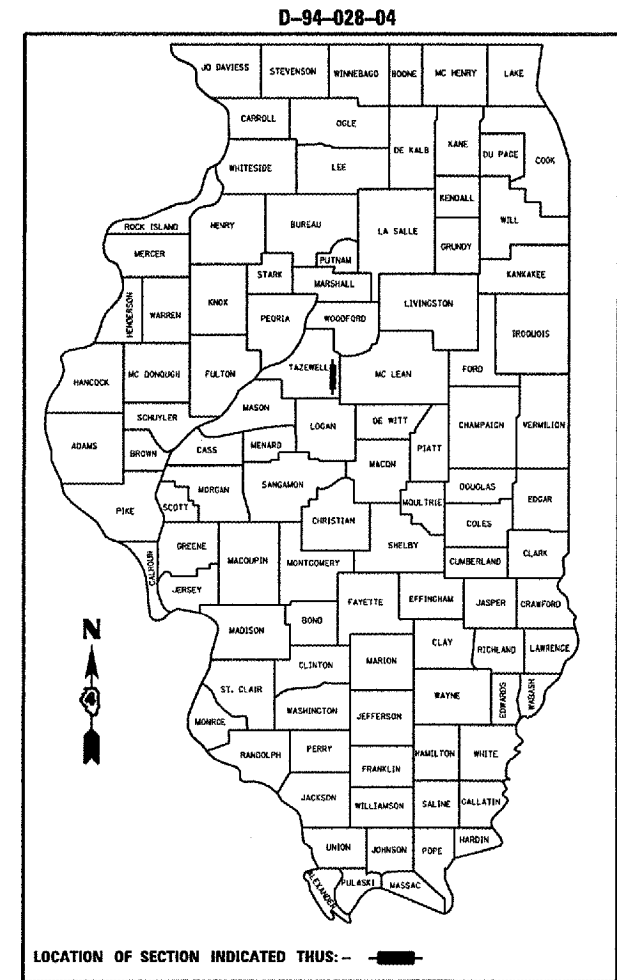 D-94-028-04
JO DAVIESS STEVENSON WINNEBAGO BOONE MC HENRY LAKE
CARROLL OGLE DE KALB KANE DU PAGE COOK
WHITESIDE LEE
KENDALL WILL
ROCK ISLAND HENRY BUREAU LA SALLE
MERCER PUTNAM GRUNDY
STARK MARSHALL KANKAKEE
HENDERSON WARREN KNOX PEORIA WOODFORD LIVINGSTON IROQUOIS
HANCOCK MC DONOUGH FULTON TAZEWELL MC LEAN FORD
MASON
SCHUYLER LOGAN DE WITT CHAMPAIGN VERMILION
ADAMS BROWN CASS MENARD PIATT
MACON
PIKE SCOTT MORGAN SANGAMON MOULTRIE DOUGLAS EDGAR
CHRISTIAN COLES
GREENE SHELBY
CALHOUN MACOUPIN MONTGOMERY CUMBERLAND CLARK
JERSEY
FAYETTE EFFINGHAM JASPER CRAWFORD
MADISON BOND
N CLAY RICHLAND LAWRENCE
CLINTON MARION
4 ST. CLAIR WAYNE EDWARDS WABASH
MONROE WASHINGTON JEFFERSON
RANDOLPH PERRY HAMILTON WHITE
FRANKLIN
JACKSON WILLIAMSON SALINE GALLATIN
UNION JOHNSON POPE HARDIN
ALEXANDER PULASKI MASSAC
LOCATION OF SECTION INDICATED THUS: -